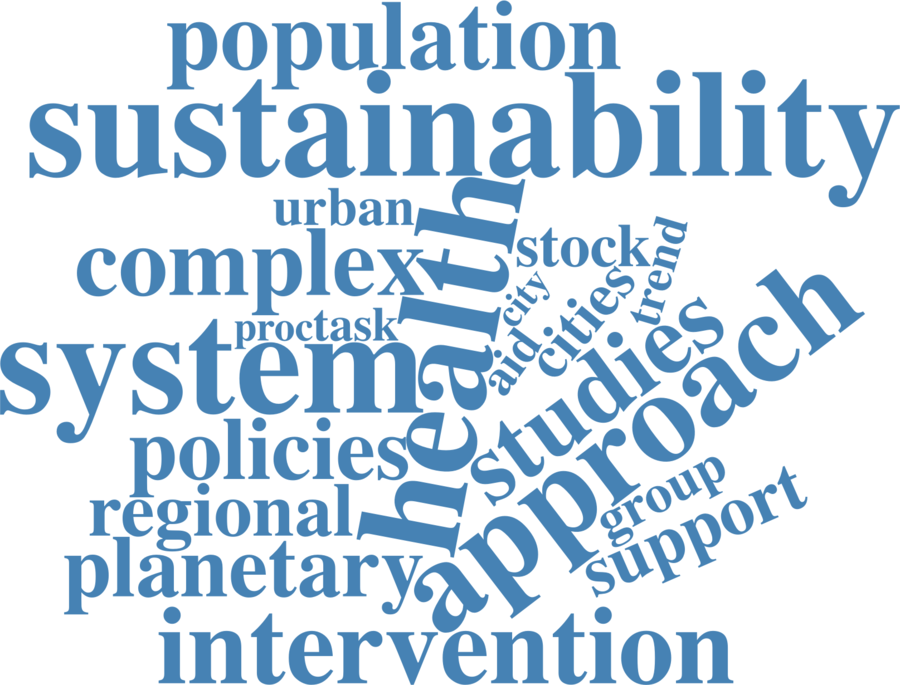 population
sustainability
urban
health
stock
trend
complex
city
cities
proctask
aid
system
studies
approach
policies
group
regional
support
planetary
intervention